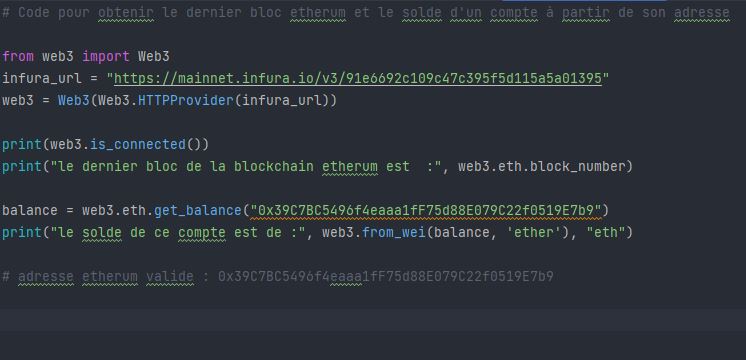 # Code pour obtenir le dernier bloc etherum et le solde d'un compte à partir de son adresse
from web3 import Web3
infura_url = "https://mainnet.infura.io/v3/91e6692c109c47c395f5d115a5a01395"
web3 = Web3(Web3.HTTPProvider(infura_url))
print(web3.is_connected())
print("le dernier bloc de la blockchain etherum est  :", web3.eth.block_number)
balance = web3.eth.get_balance("0x39C7BC5496f4eaaa1fF75d88E079C22f0519E7b9")
print("le solde de ce compte est de :", web3.from_wei(balance, 'ether'), "eth")
# adresse etherum valide : 0x39C7BC5496f4eaaa1fF75d88E079C22f0519E7b9